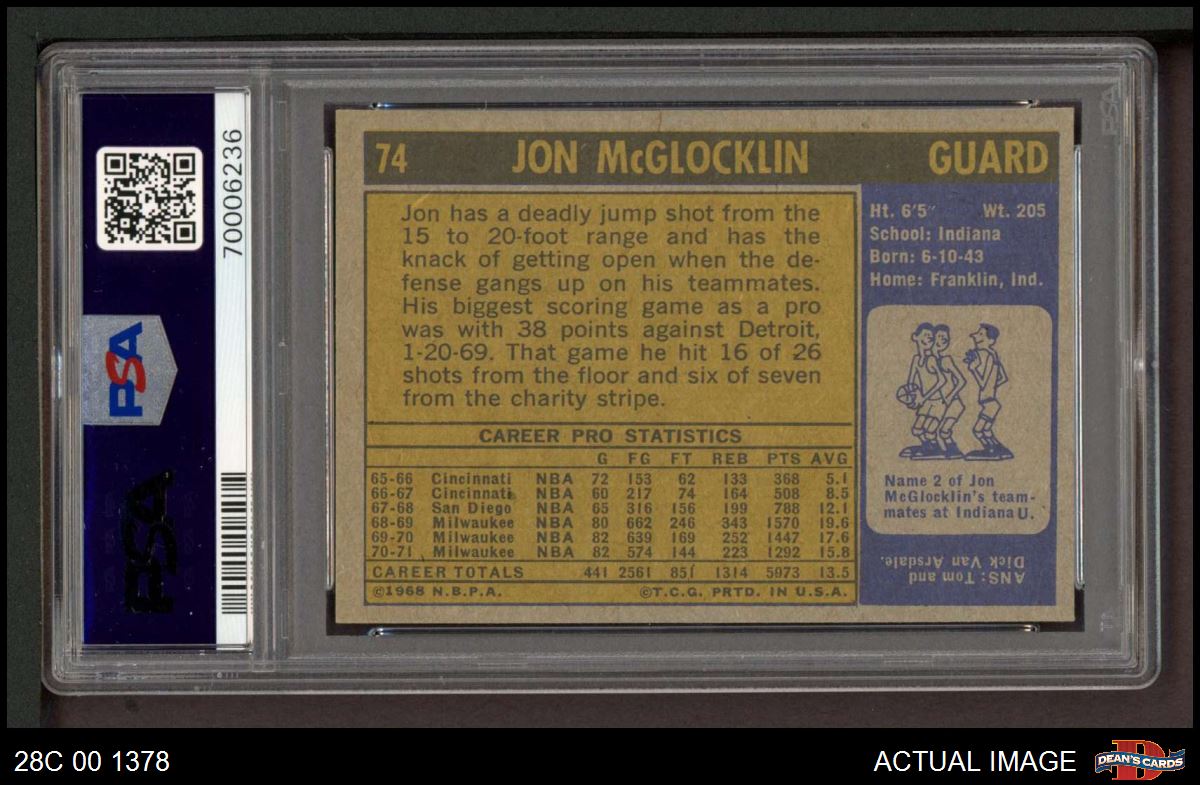 70006236
PSA
PSA
74 JON McGLOCKLIN GUARD
Jon has a deadly jump shot from the
15 to 20-foot range and has the
knack of getting open when the de-
fense gangs up on his teammates.
His biggest scoring game as a pro
was with 38 points against Detroit,
1-20-69. That game he hit 16 of 26
shots from the floor and six of seven
from the charity stripe.
CAREER PRO STATISTICS
G FG FT REB PTS AVG
65-66 Cincinnati NBA 72 153 62 133 368 5.1
66-67 Cincinnati NBA 60 217 74 164 508 8.5
67-68 San Diego NBA 65 316 156 199 788 12.1
68-69 Milwaukee NBA 80 662 246 343 1570 19.6
69-70 Milwaukee NBA 82 639 169 252 1447 17.6
70-71 Milwaukee NBA 82 574 144 223 1292 15.8
CAREER TOTALS 441 2561 851 1314 5973 13.5
©1968 N.B.P.A. ©T.C.G. PRTD. IN U.S.A.
Ht. 6'5" Wt. 205
School: Indiana
Born: 6-10-43
Home: Franklin, Ind.
Name 2 of Jon
McGlocklin's team-
mates at Indiana U.
ANS: Tom and
Dick Van Arsdale.
PSA
28C 00 1378 ACTUAL IMAGE
DEAN'S CARDS